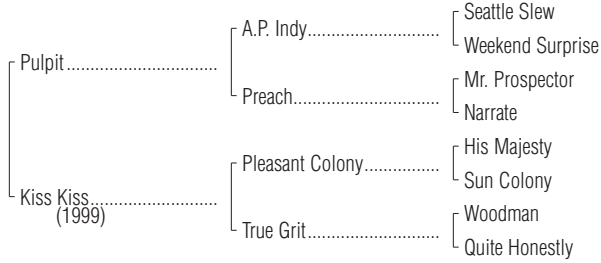 Seattle Slew
A.P. Indy
Weekend Surprise
Pulpit
Mr. Prospector
Preach
Narrate
His Majesty
Pleasant Colony
Sun Colony
Kiss Kiss
(1999)
Woodman
True Grit
Quite Honestly